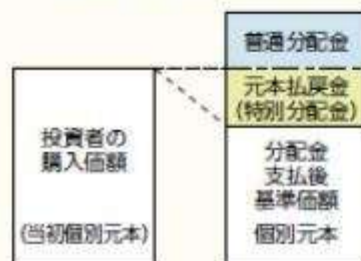 普通分配金
元本払戻金
(特別分配金)
投資者の
購入価額
(当初個別元本)
分配金
支払後
基準価額
個別元本